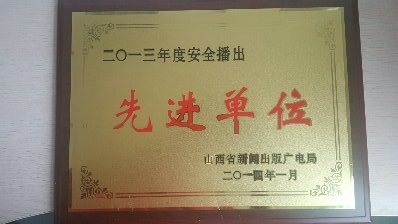 二〇一三年度安全播出
先进单位
山西省新闻出版广电局
二〇一四年一月